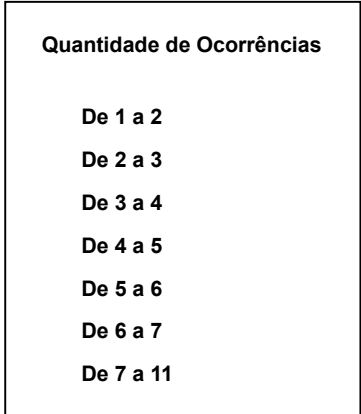 Quantidade de Ocorrências
De 1 a 2
De 2 a 3
De 3 a 4
De 4 a 5
De 5 a 6
De 6 a 7
De 7 a 11